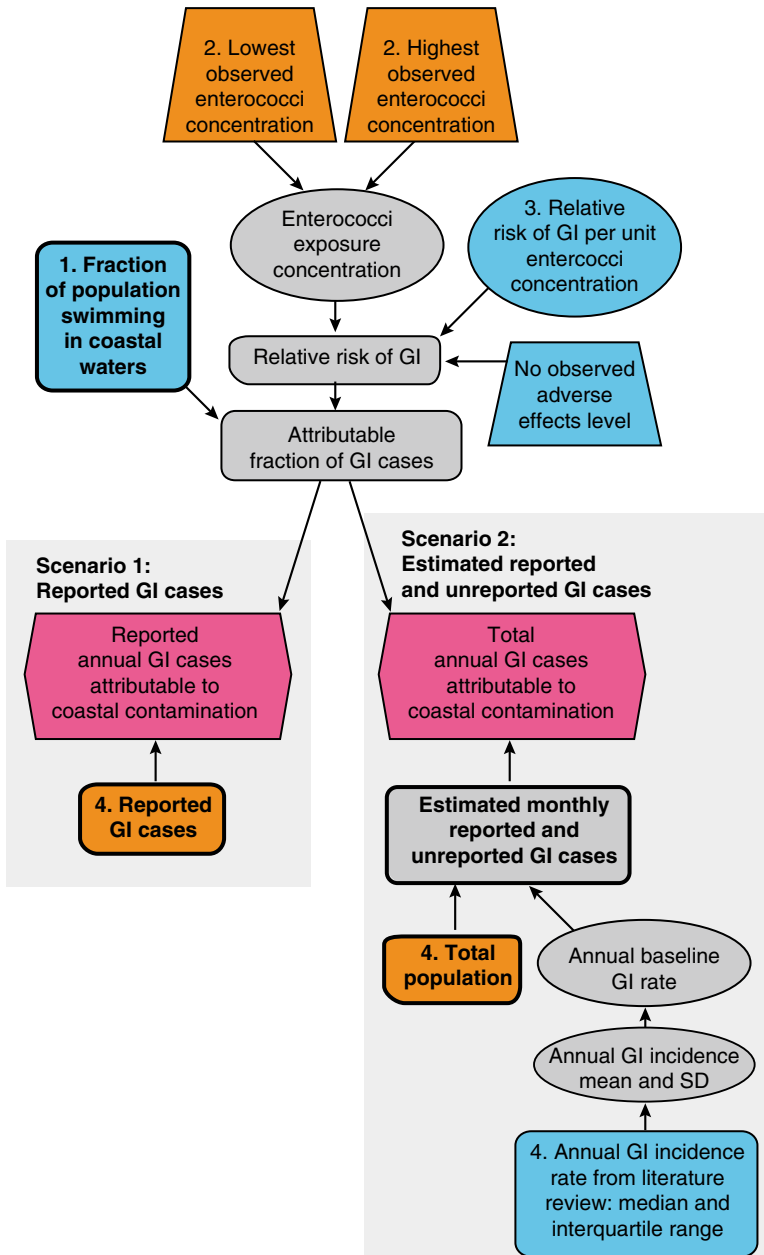 2. Lowest
observed
enterococci
concentration
2. Highest
observed
enterococci
concentration
Enterococci
exposure
concentration
3. Relative
risk of GI per unit
entercocci
concentration
1. Fraction
of population
swimming
in coastal
waters
Relative risk of GI
No observed
adverse
effects level
Attributable
fraction of GI cases
Scenario 1:
Reported GI cases
Reported
annual GI cases
attributable to
coastal contamination
4. Reported
GI cases
Scenario 2:
Estimated reported
and unreported GI cases
Total
annual GI cases
attributable to
coastal contamination
Estimated monthly
reported and
unreported GI cases
4. Total
population
Annual baseline
GI rate
Annual GI incidence
mean and SD
4. Annual GI incidence
rate from literature
review: median and
interquartile range